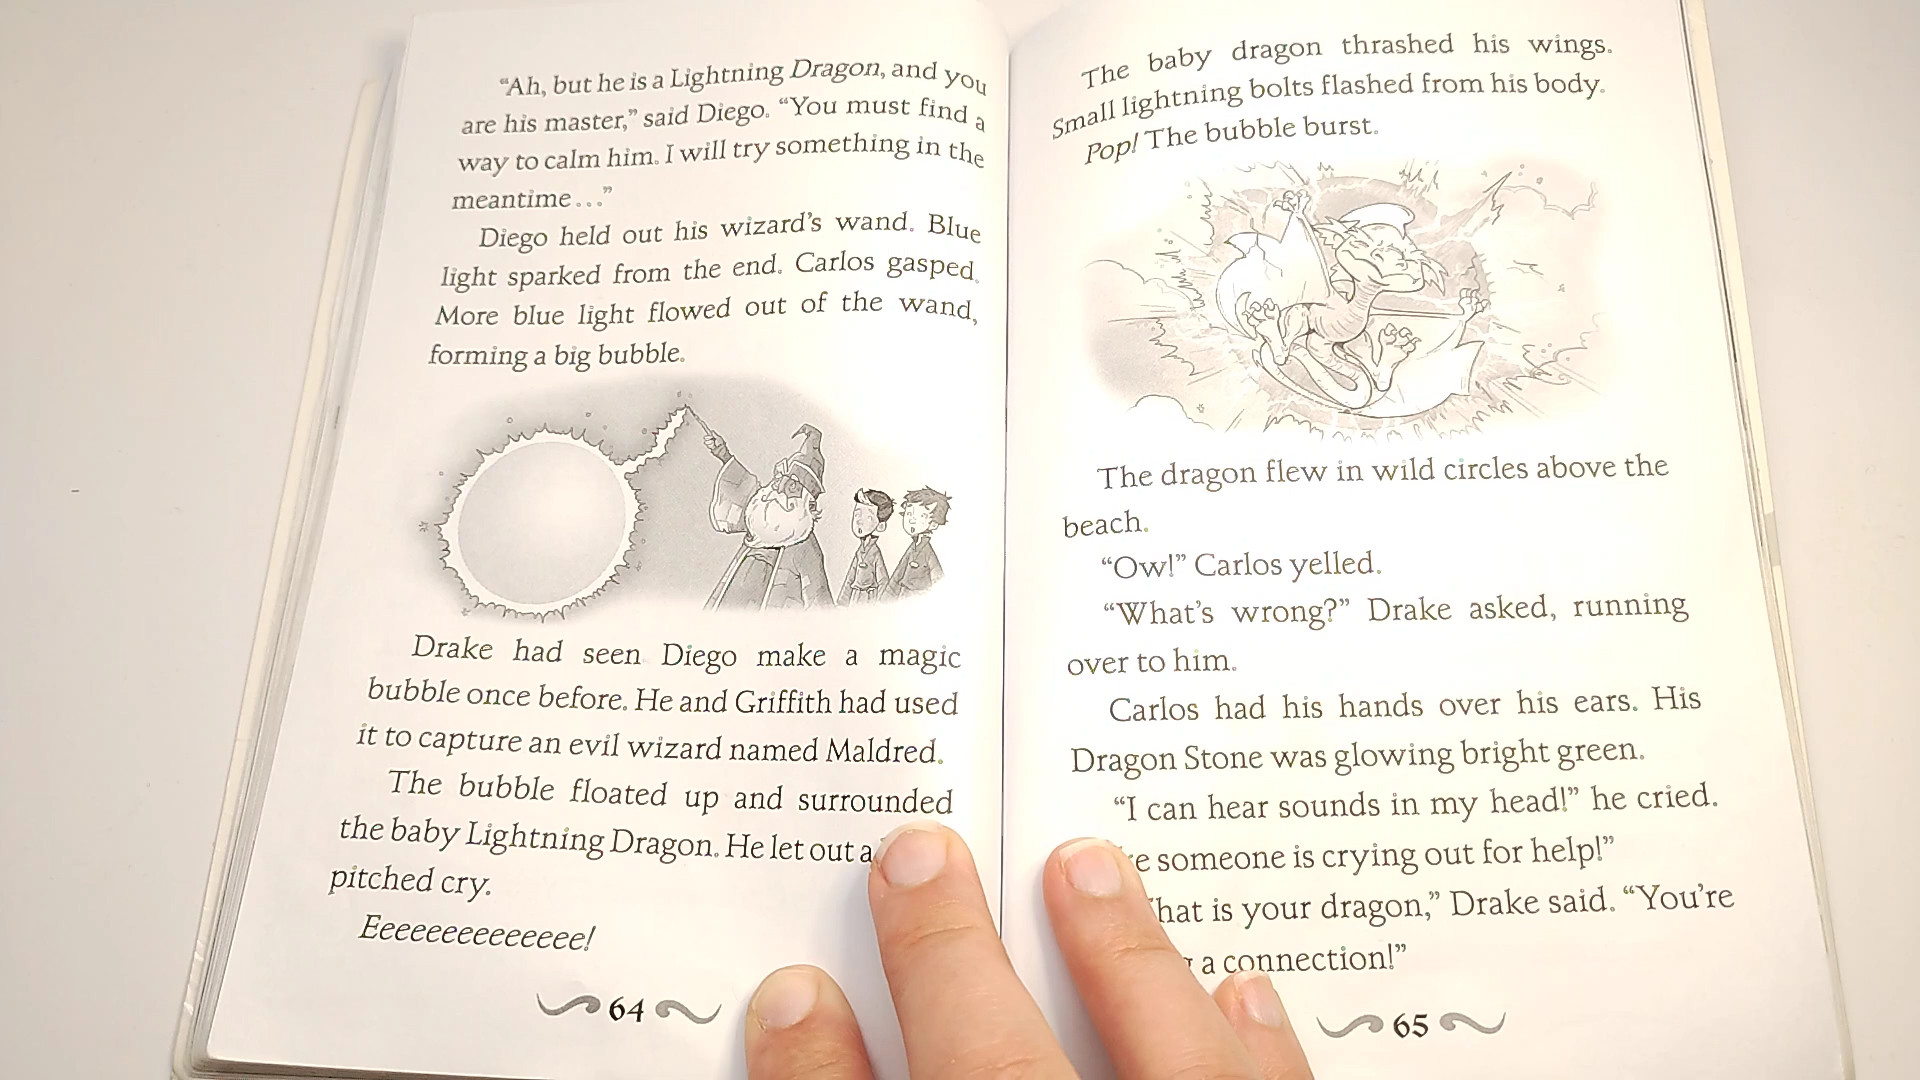 “Ah, but he is a Lightning Dragon, and you
are his master,” said Diego. “You must find a
way to calm him. I will try something in the
meantime . . .”
Diego held out his wizard’s wand. Blue
light sparked from the end. Carlos gasped.
More blue light flowed out of the wand,
forming a big bubble.
Drake had seen Diego make a magic
bubble once before. He and Griffith had used
it to capture an evil wizard named Maldred.
The bubble floated up and surrounded
the baby Lightning Dragon. He let out a
pitched cry.
Eeeeeeeeeeeeee!
64
The baby dragon thrashed his wings.
Small lightning bolts flashed from his body.
Pop! The bubble burst.
The dragon flew in wild circles above the
beach.
“Ow!” Carlos yelled.
“What’s wrong?” Drake asked, running
over to him.
Carlos had his hands over his ears. His
Dragon Stone was glowing bright green.
“I can hear sounds in my head!” he cried.
someone is crying out for help!”
is your dragon,” Drake said. “You’re
a connection!”
65